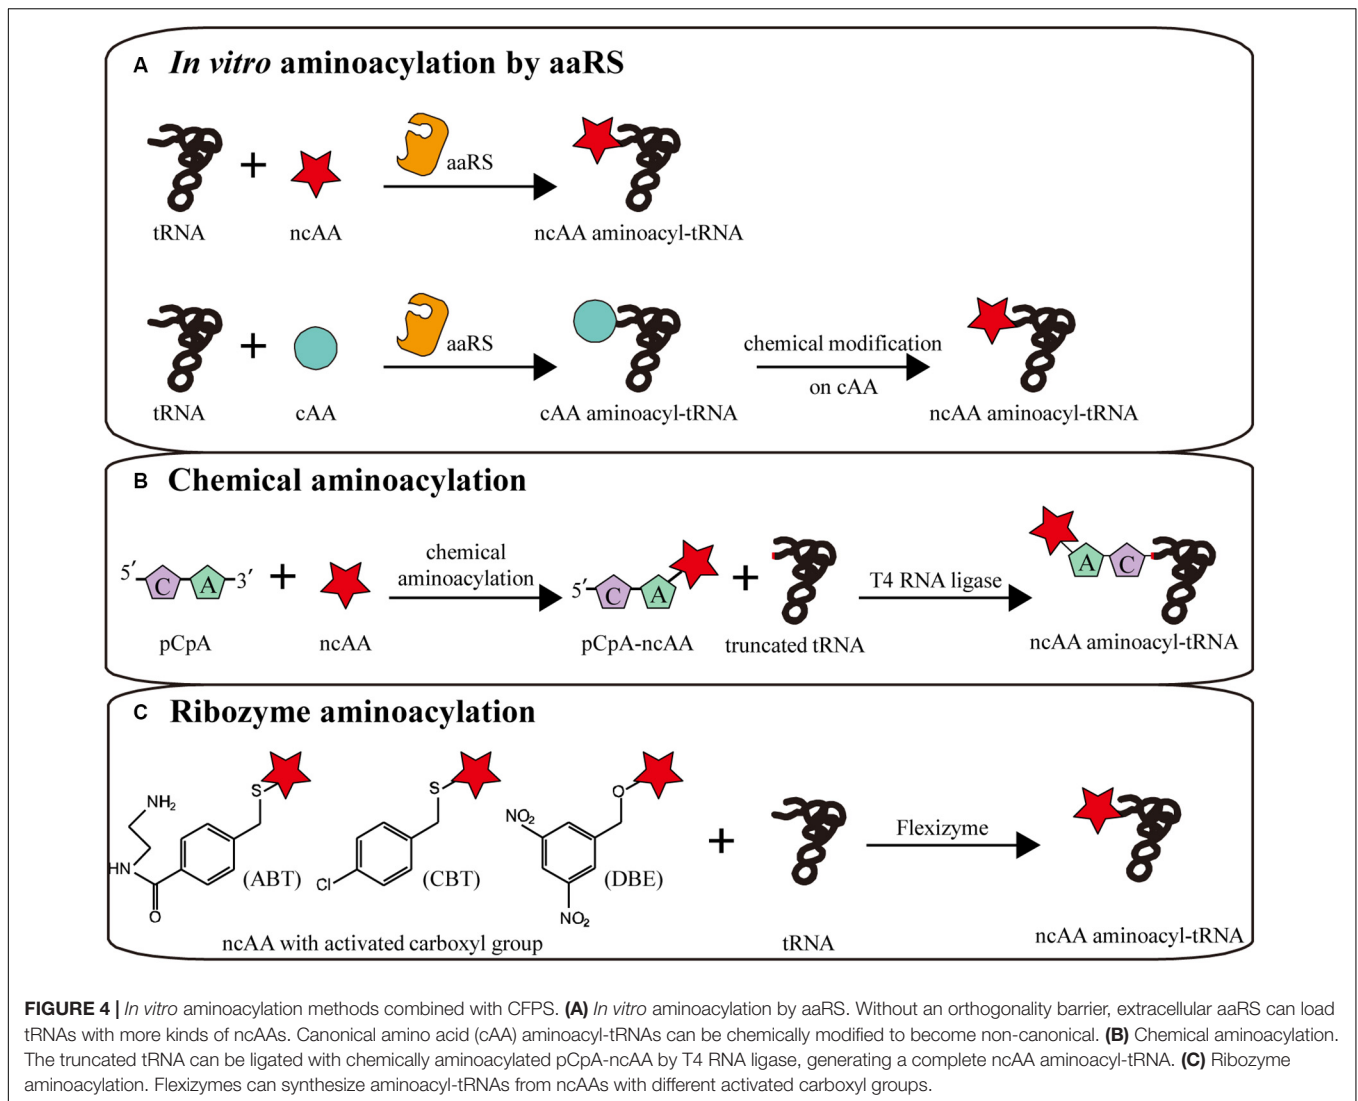 A In vitro aminoacylation by aaRS
tRNA + ncAA aaRS ncAA aminoacyl-tRNA
tRNA + cAA aaRS cAA aminoacyl-tRNA chemical modification on cAA ncAA aminoacyl-tRNA
B Chemical aminoacylation
5′ C A 3′ + chemical aminoacylation 5′ C A + T4 RNA ligase A C
pCpA ncAA pCpA-ncAA truncated tRNA ncAA aminoacyl-tRNA
C Ribozyme aminoacylation
NH2 HN O S (ABT) Cl S (CBT) NO2 NO2 O (DBE) + Flexizyme
ncAA with activated carboxyl group tRNA ncAA aminoacyl-tRNA
FIGURE 4 | In vitro aminoacylation methods combined with CFPS. (A) In vitro aminoacylation by aaRS. Without an orthogonality barrier, extracellular aaRS can load
tRNAs with more kinds of ncAAs. Canonical amino acid (cAA) aminoacyl-tRNAs can be chemically modified to become non-canonical. (B) Chemical aminoacylation.
The truncated tRNA can be ligated with chemically aminoacylated pCpA-ncAA by T4 RNA ligase, generating a complete ncAA aminoacyl-tRNA. (C) Ribozyme
aminoacylation. Flexizymes can synthesize aminoacyl-tRNAs from ncAAs with different activated carboxyl groups.